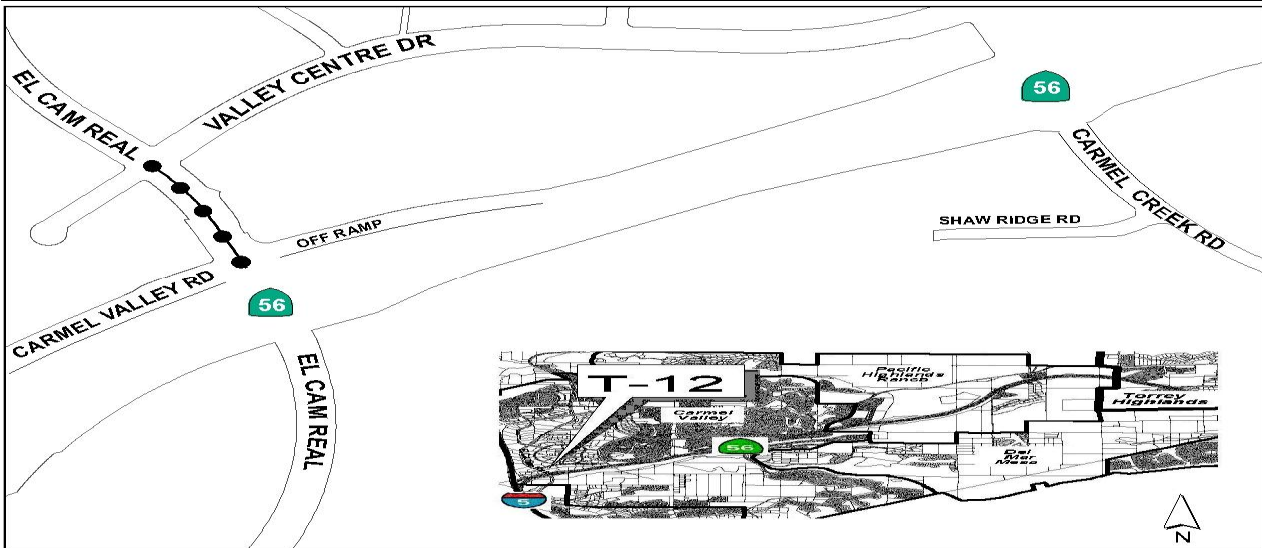 VALLEY CENTRE DR
EL CAM REAL
56
CARMEL CREEK RD
SHAW RIDGE RD
OFF RAMP
CARMEL VALLEY RD
56
EL CAM REAL
T-12
Pacific
Highlands
Ranch
Carmel
Valley
Torrey
Highlands
56
Del
Mar
Mesa
5
N